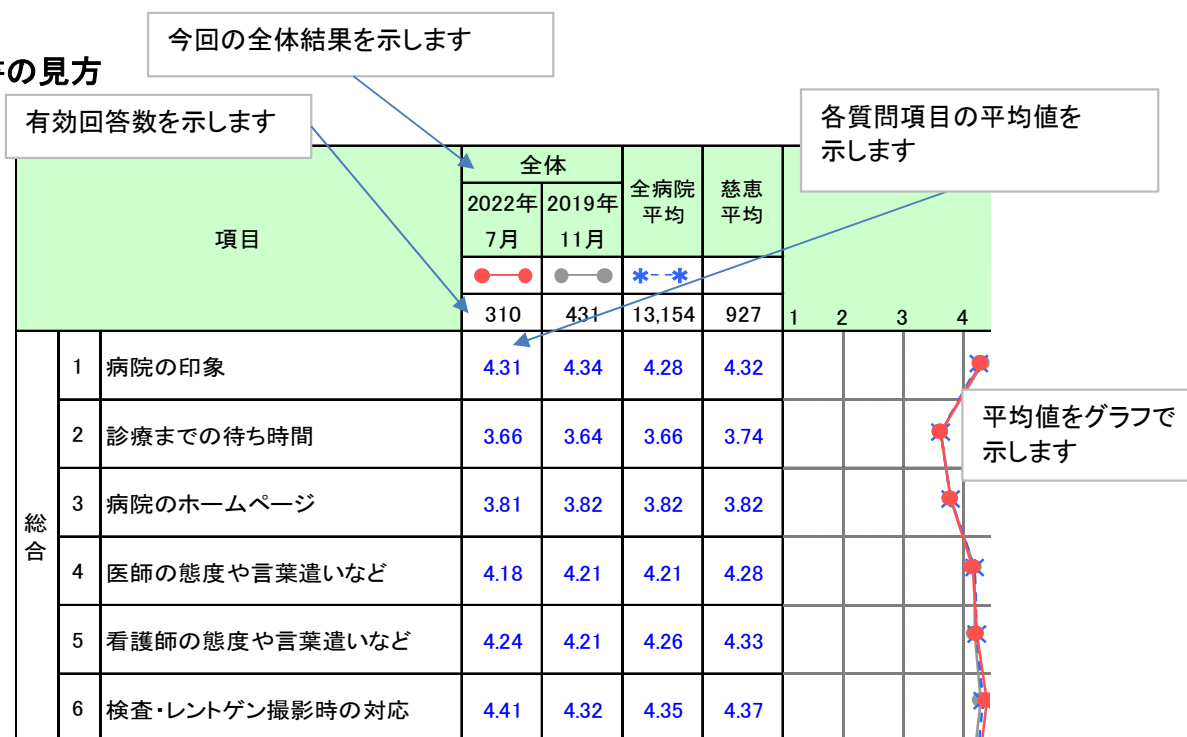 今回の全体結果を示します
の見方
有効回答数を示します
各質問項目の平均値を
示します
項目
全体
全病院
平均
慈恵
平均
2022年
7月
2019年
11月
310 431 13,154 927 1 2 3 4
総合
1 病院の印象 4.31 4.34 4.28 4.32
2 診療までの待ち時間 3.66 3.64 3.66 3.74
平均値をグラフで
示します
3 病院のホームページ 3.81 3.82 3.82 3.82
4 医師の態度や言葉遣いなど 4.18 4.21 4.21 4.28
5 看護師の態度や言葉遣いなど 4.24 4.21 4.26 4.33
6 検査・レントゲン撮影時の対応 4.41 4.32 4.35 4.37